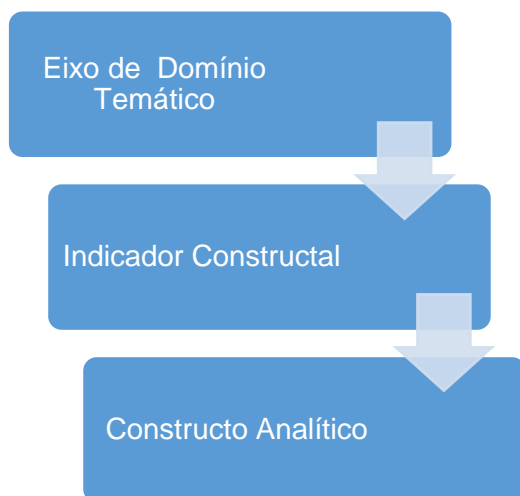 Eixo de Domínio
Temático
Indicador Constructal
Constructo Analítico